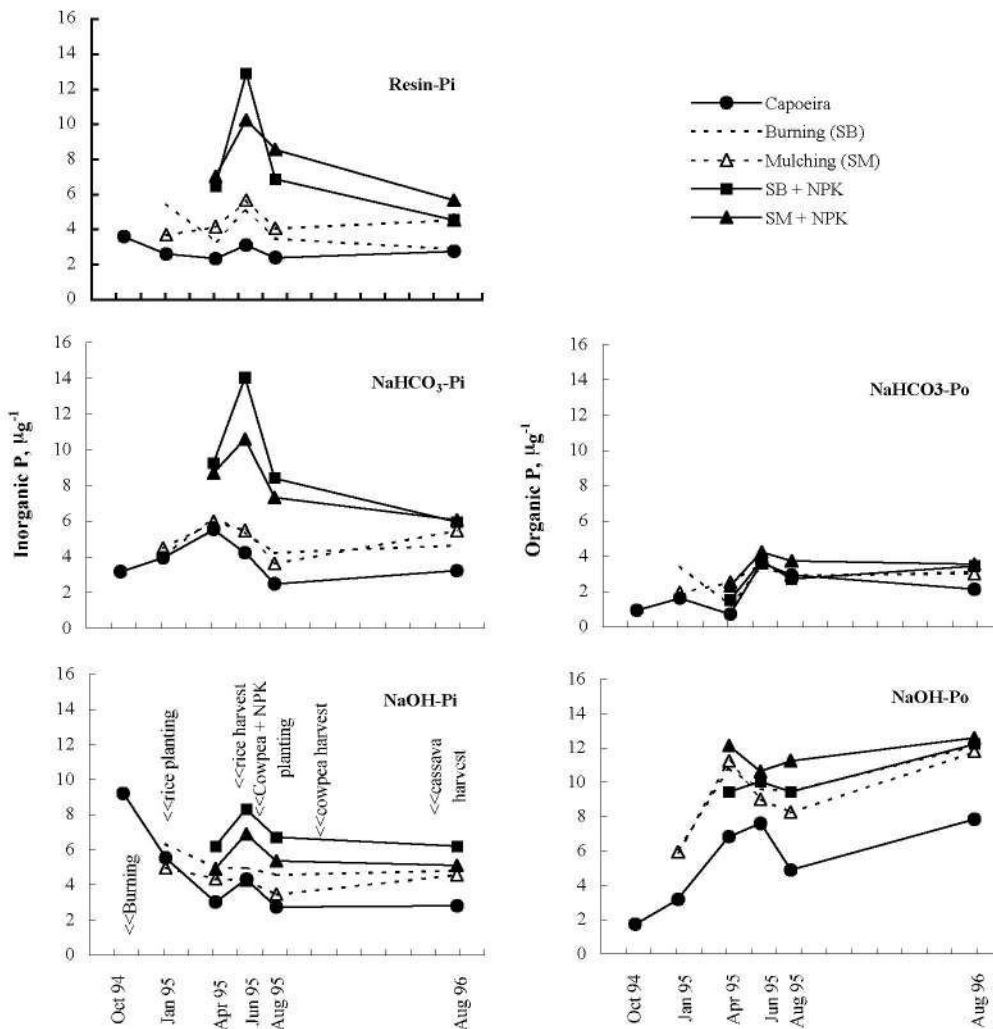 16
14
12
10
8
6
4
2
0
Resin-Pi
Capoeira
Burning (SB)
Mulching (SM)
SB + NPK
SM + NPK
Inorganic P, µg⁻¹
16
14
12
10
8
6
4
2
0
NaHCO₃-Pi
Organic P, µg⁻¹
16
14
12
10
8
6
4
2
0
NaHCO3-Po
16
14
12
10
8
6
4
2
0
NaOH-Pi
<<Burning
<<rice planting
<<rice harvest
<<Cowpea + NPK
planting
<<cowpea harvest
<<cassava
harvest
Oct 94
Jan 95
Apr 95
Jun 95
Aug 95
Aug 96
16
14
12
10
8
6
4
2
0
NaOH-Po
Oct 94
Jan 95
Apr 95
Jun 95
Aug 95
Aug 96